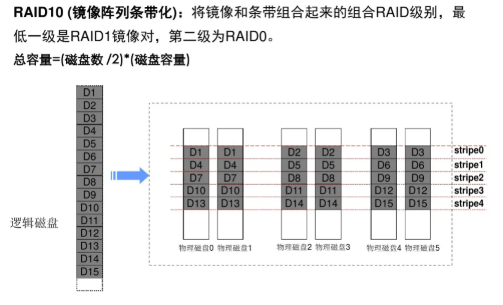 RAID10 (镜像阵列条带化)：将镜像和条带组合起来的组合RAID级别，最
低一级是RAID1镜像对，第二级为RAID0。
总容量=(磁盘数 /2)*(磁盘容量)
逻辑磁盘
D1
D2
D3
D4
D5
D6
D7
D8
D9
D10
D11
D12
D13
D14
D15
D1 D1 D2 D2 D3 D3 stripe0
D4 D4 D5 D5 D6 D6 stripe1
D7 D7 D8 D8 D9 D9 stripe2
D10 D10 D11 D11 D12 D12 stripe3
D13 D13 D14 D14 D15 D15 stripe4
物理磁盘0 物理磁盘1 物理磁盘2 物理磁盘3 物理磁盘4 物理磁盘5